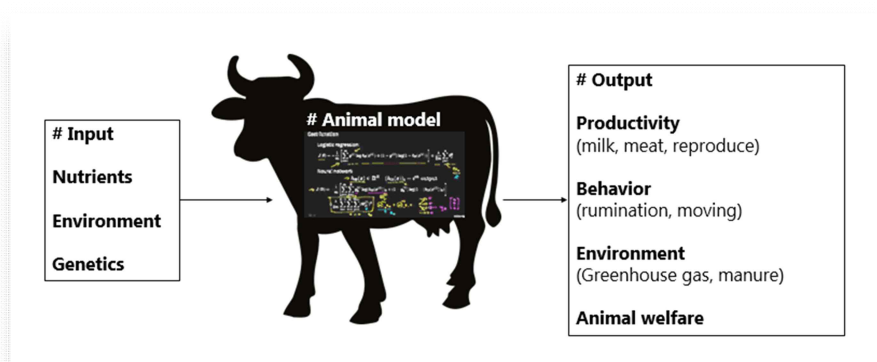 # Input
Nutrients
Environment
Genetics
# Animal model
Cost function
Logistic regression:
Neural network:
# Output
Productivity
(milk, meat, reproduce)
Behavior
(rumination, moving)
Environment
(Greenhouse gas, manure)
Animal welfare